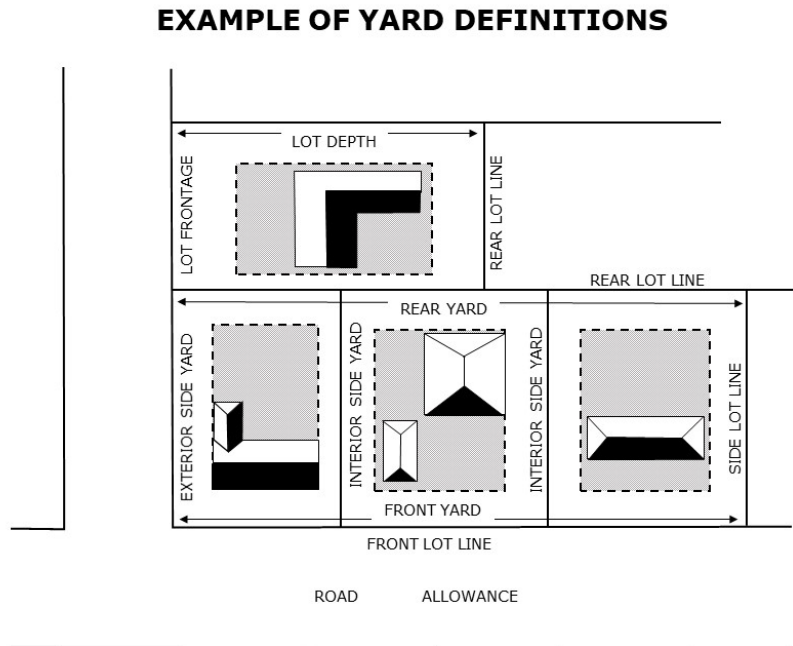 EXAMPLE OF YARD DEFINITIONS
LOT DEPTH
LOT FRONTAGE
REAR LOT LINE
REAR LOT LINE
REAR YARD
EXTERIOR SIDE YARD
INTERIOR SIDE YARD
INTERIOR SIDE YARD
SIDE LOT LINE
FRONT YARD
FRONT LOT LINE
ROAD ALLOWANCE